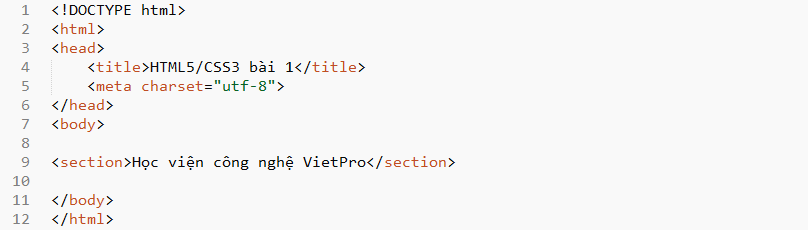 1 <!DOCTYPE html>
2 <html>
3 <head>
4     <title>HTML5/CSS3 bài 1</title>
5     <meta charset="utf-8">
6 </head>
7 <body>
8
9 <section>Học viện công nghệ VietPro</section>
10
11 </body>
12 </html>